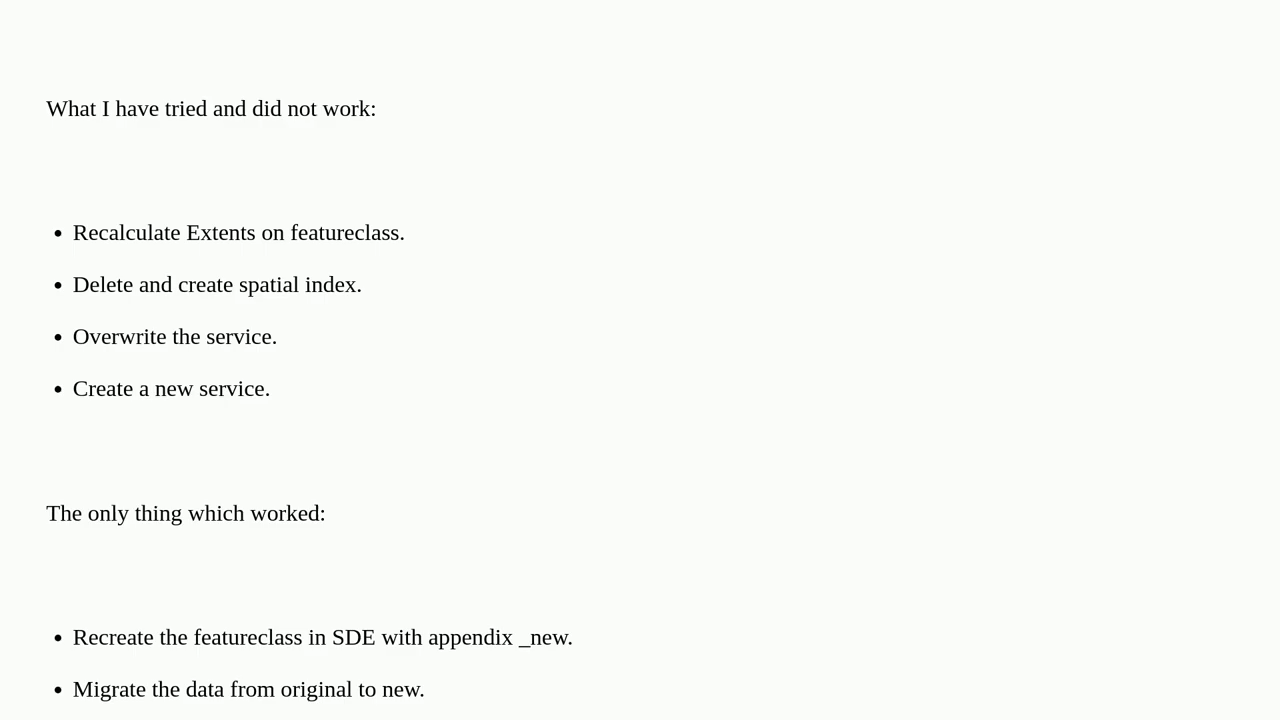 What I have tried and did not work:
• Recalculate Extents on featureclass.
• Delete and create spatial index.
• Overwrite the service.
• Create a new service.
The only thing which worked:
• Recreate the featureclass in SDE with appendix _new.
• Migrate the data from original to new.